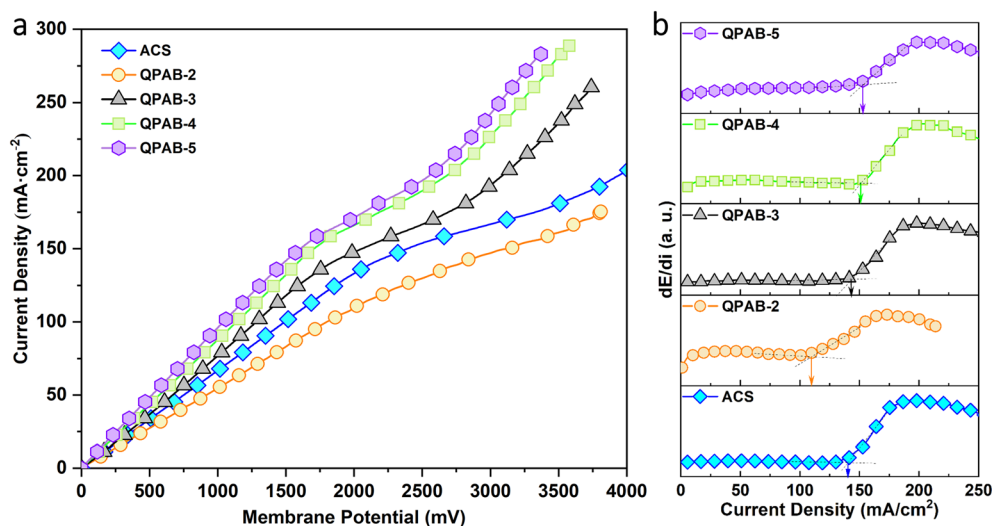 a
Current Density (mA·cm⁻²)
300
250
200
150
100
50
0
ACS
QPAB-2
QPAB-3
QPAB-4
QPAB-5
0 500 1000 1500 2000 2500 3000 3500 4000
Membrane Potential (mV)
b
dE/di (a. u.)
QPAB-5
QPAB-4
QPAB-3
QPAB-2
ACS
0 50 100 150 200 250
Current Density (mA/cm²)